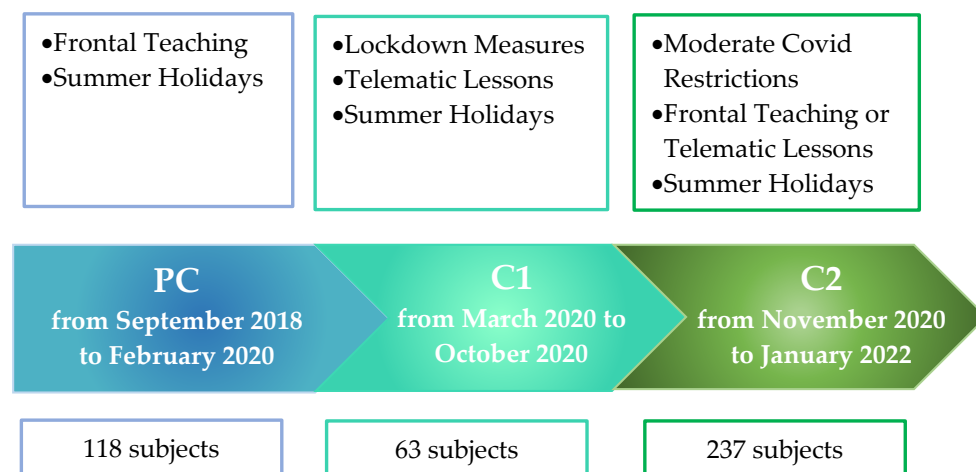 •Frontal Teaching
•Summer Holidays
•Lockdown Measures
•Telematic Lessons
•Summer Holidays
•Moderate Covid
Restrictions
•Frontal Teaching or
Telematic Lessons
•Summer Holidays
PC
from September 2018
to February 2020
C1
from March 2020 to
October 2020
C2
from November 2020
to January 2022
118 subjects
63 subjects
237 subjects